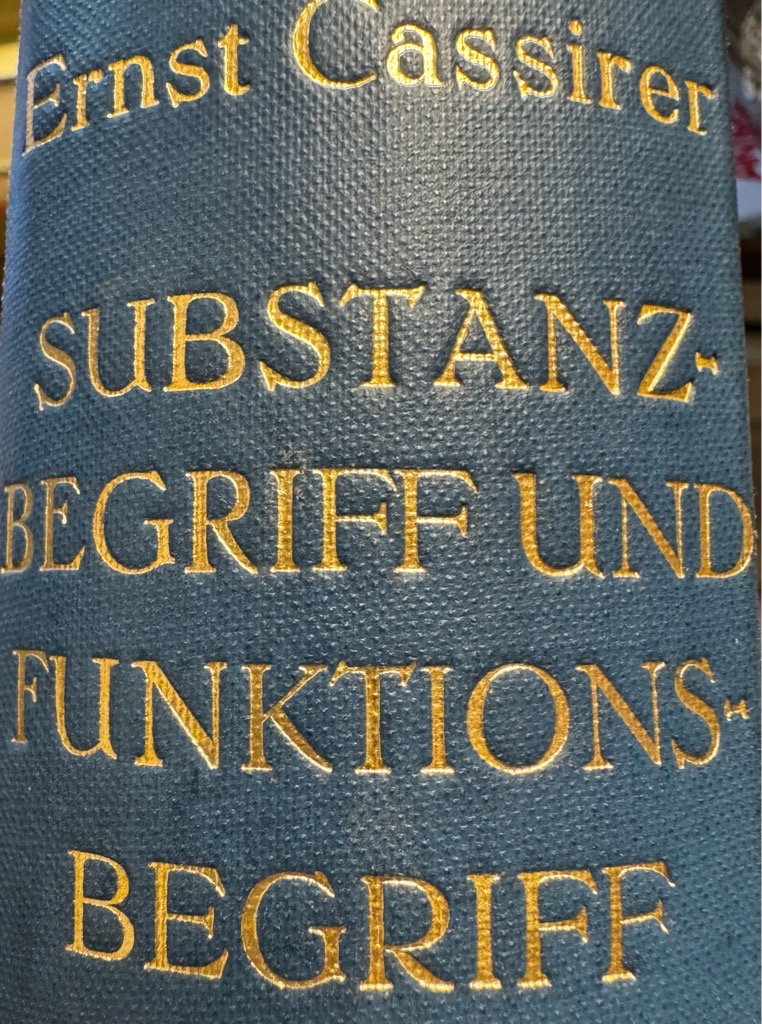 Ernst Cassirer
SUBSTANZ-
BEGRIFF UND
FUNKTIONS-
BEGRIFF